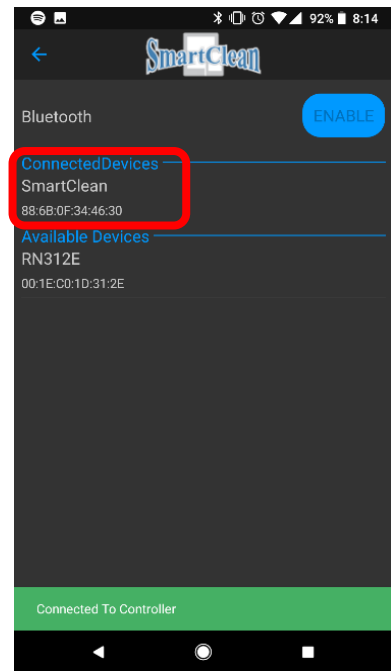 92% 8:14
SmartClean
Bluetooth
ENABLE
ConnectedDevices
SmartClean
88:6B:0F:34:46:30
Available Devices
RN312E
00:1E:C0:1D:31:2E
Connected To Controller